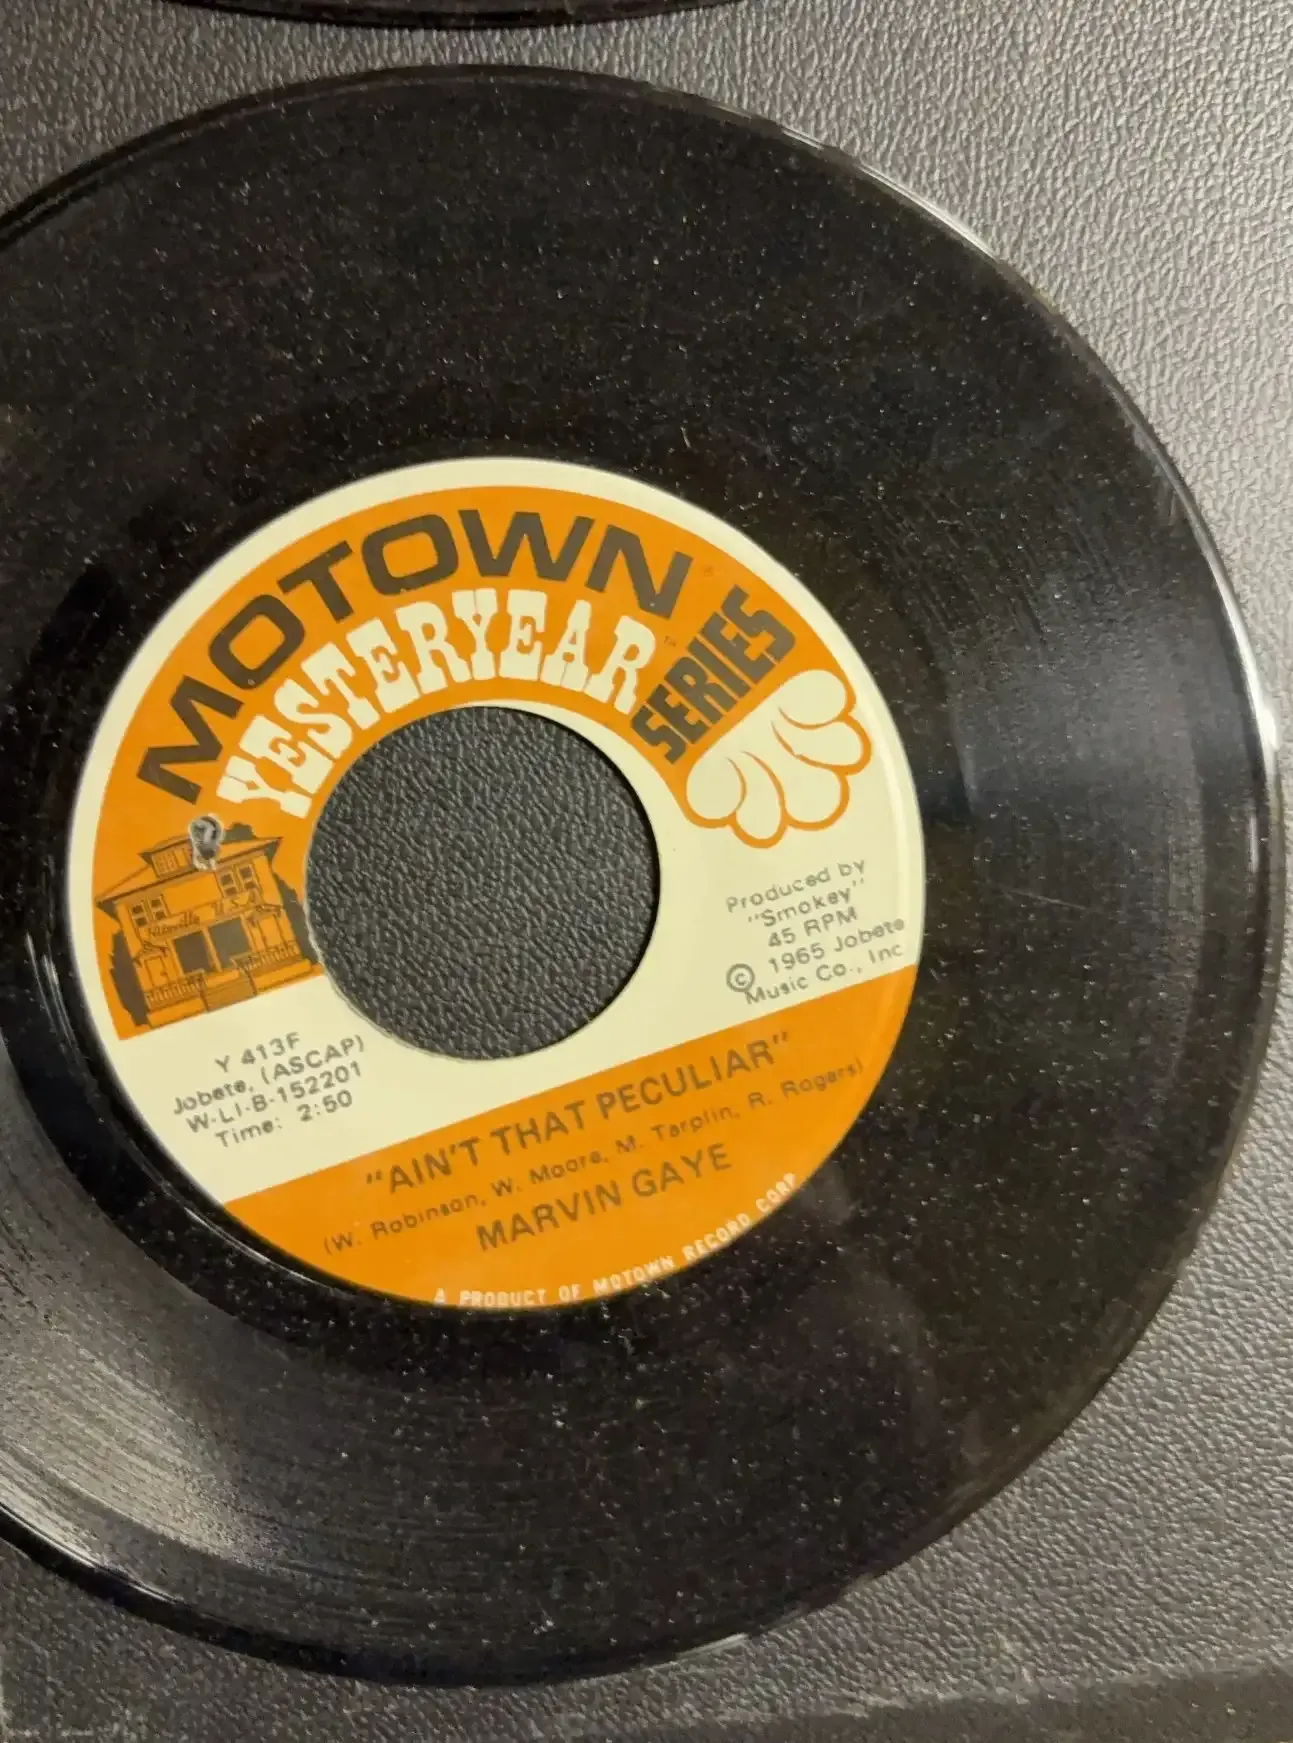 MOTOWN
YESTERYEAR
SERIES
Hitsville U.S.A
Produced by
"Smokey"
45 RPM
© 1965 Jobete
Music Co., Inc
Y 413F
Jobete, (ASCAP)
W-LI-B-152201
Time: 2:50
"AIN'T THAT PECULIAR"
(W. Robinson, W. Moore, M. Tarplin, R. Rogers)
MARVIN GAYE
A PRODUCT OF MOTOWN RECORD CORP